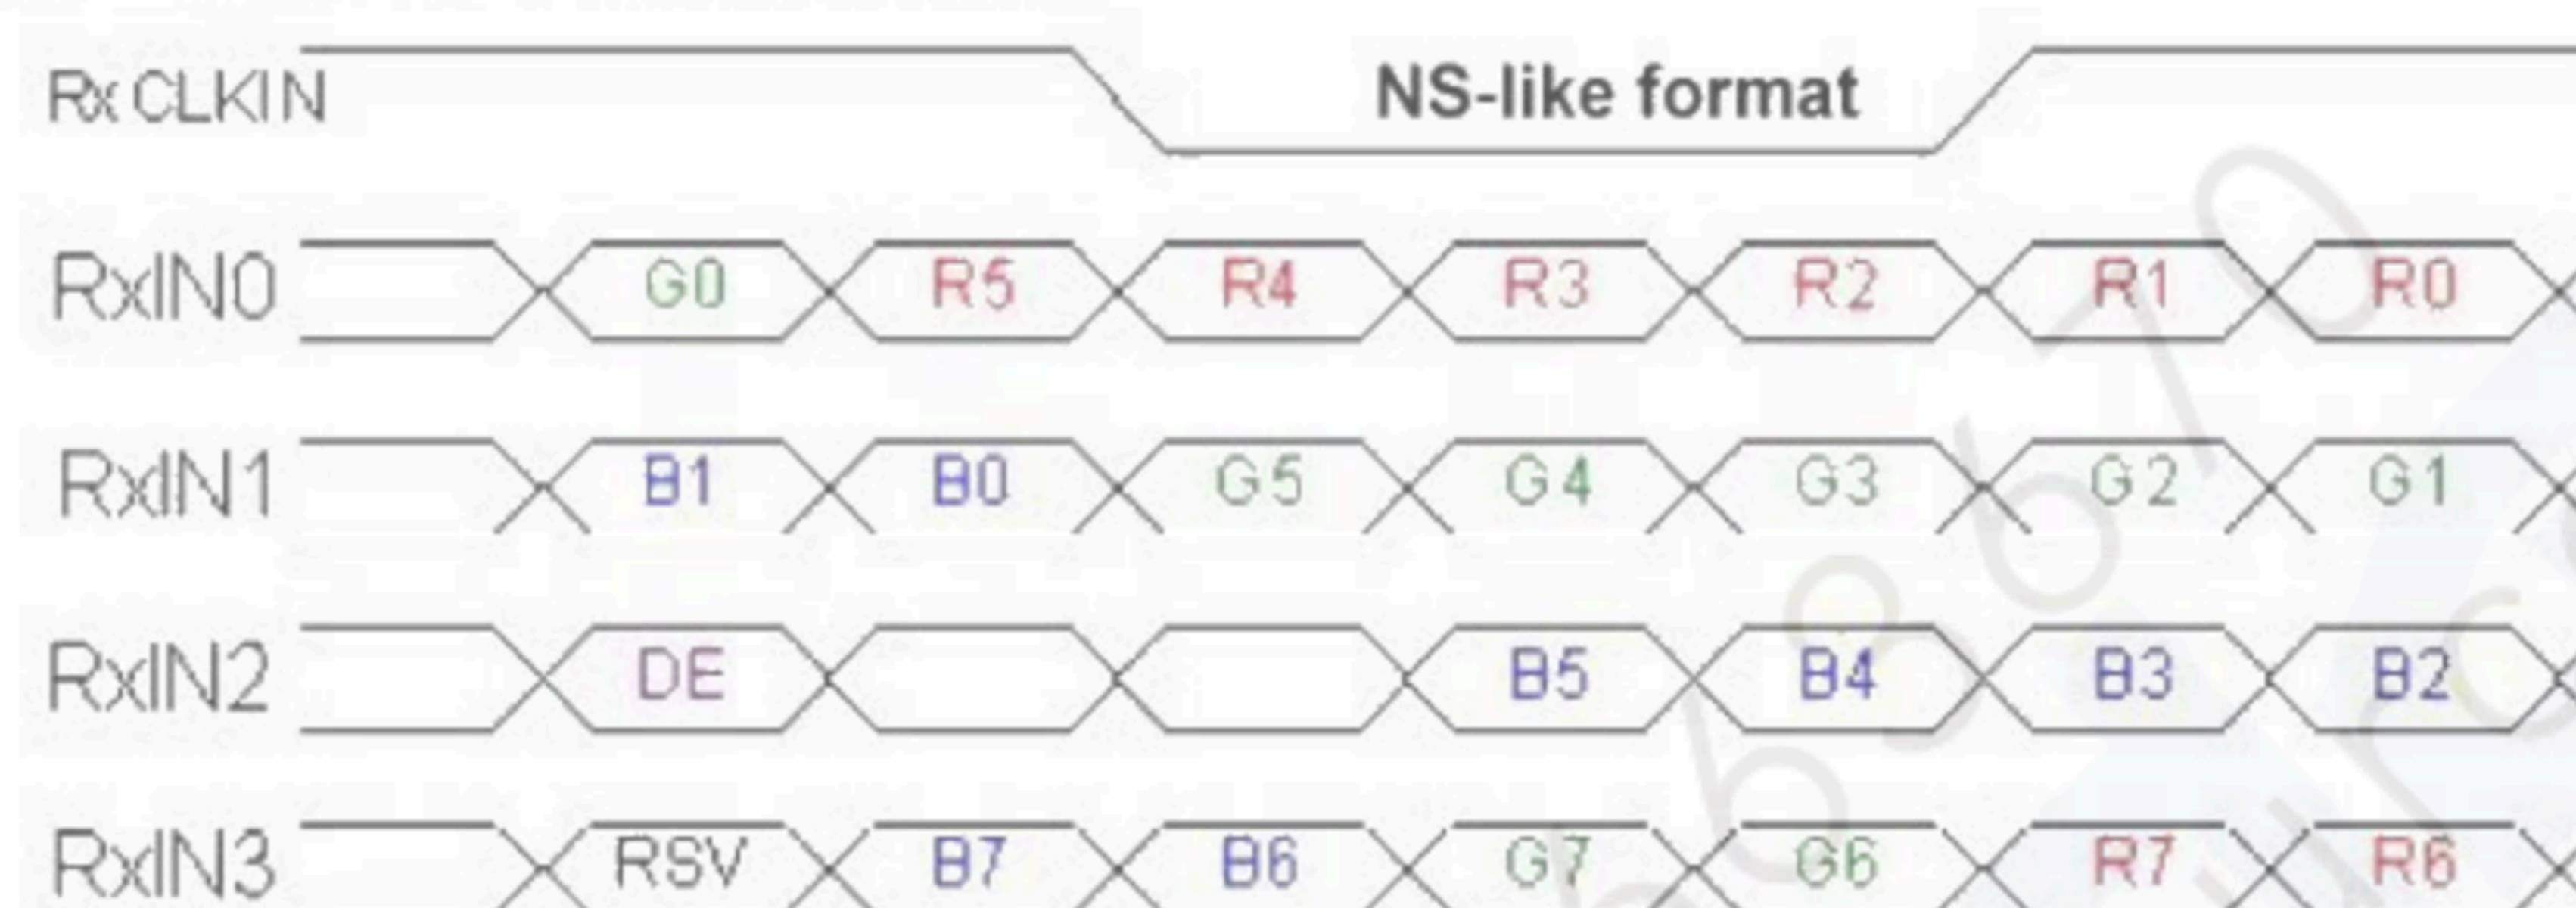 RxCLKIN NS-like format
RxIN0 G0 R5 R4 R3 R2 R1 R0
RxIN1 B1 B0 G5 G4 G3 G2 G1
RxIN2 DE B5 B4 B3 B2
RxIN3 RSV B7 B6 G7 G6 R7 R6